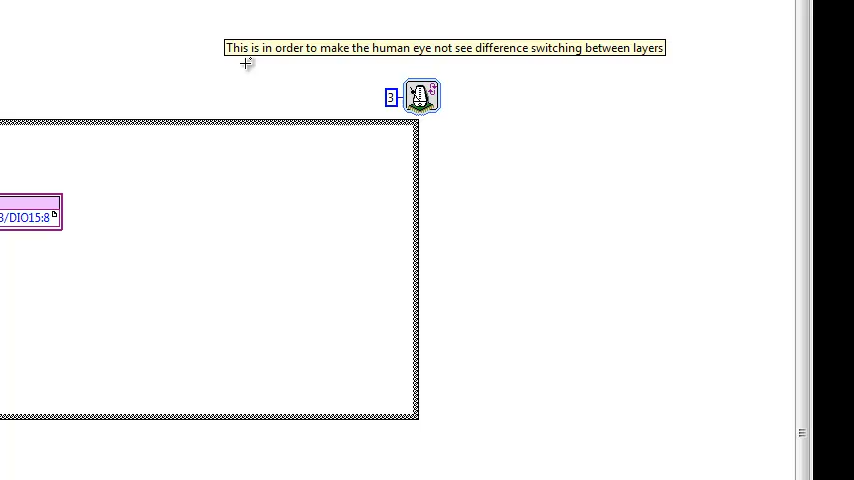 This is in order to make the human eye not see difference switching between layers
3
/DIO15:8